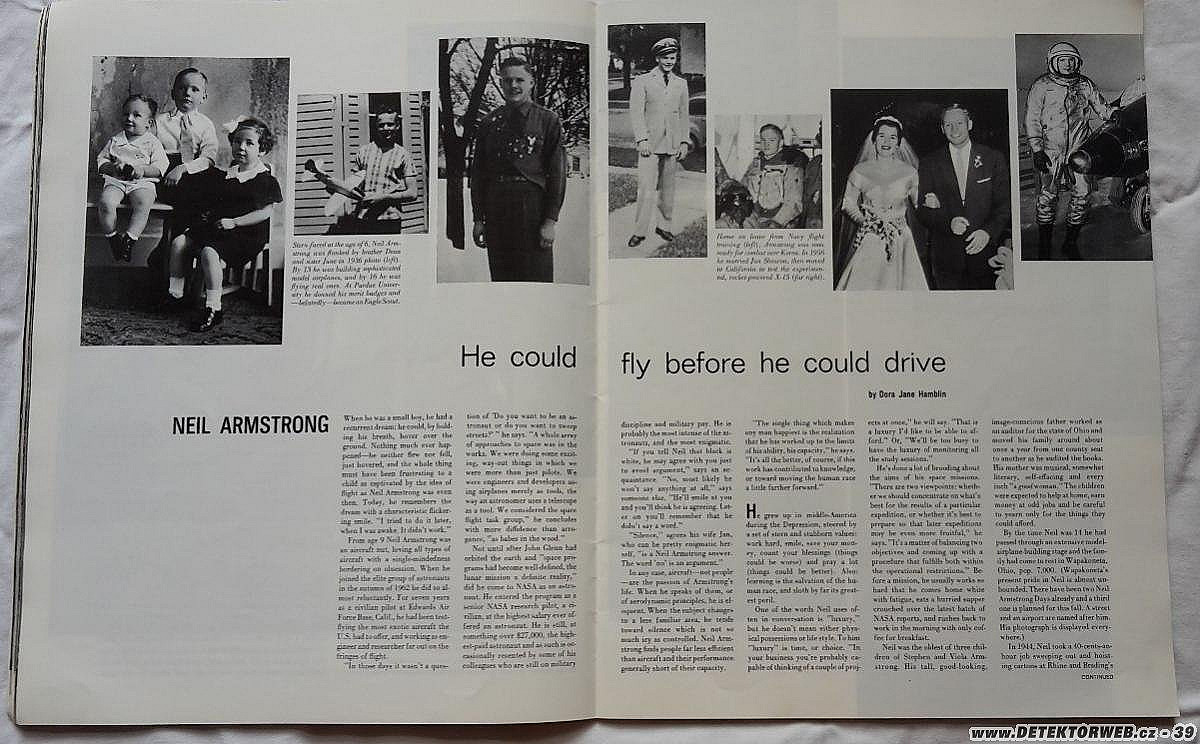 Stern-faced at the age of 6, Neil Arm-
strong was flanked by brother Dean
and sister June in 1936 photo (left).
By 13 he was building sophisticated
model airplanes, and by 16 he was
flying real ones. At Purdue Univer-
sity he donned his merit badges and
—belatedly—became an Eagle Scout.
Home on leave from Navy flight
training (left), Armstrong was soon
ready for combat over Korea. In 1956
he married Jan Shearon, then moved
to California to test the experimen-
tal, rocket-powered X-15 (far right).
He could fly before he could drive
by Dora Jane Hamblin
NEIL ARMSTRONG
When he was a small boy, he had a
recurrent dream: he could, by hold-
ing his breath, hover over the
ground. Nothing much ever hap-
pened—he neither flew nor fell,
just hovered, and the whole thing
must have been frustrating to a
child as captivated by the idea of
flight as Neil Armstrong was even
then. Today, he remembers the
dream with a characteristic flicker-
ing smile. "I tried to do it later,
when I was awake. It didn't work."
From age 9 Neil Armstrong was
an aircraft nut, loving all types of
aircraft with a single-mindedness
bordering on obsession. When he
joined the elite group of astronauts
in the autumn of 1962 he did so al-
most reluctantly. For seven years
as a civilian pilot at Edwards Air
Force Base, Calif., he had been test-
flying the most exotic aircraft the
U.S. had to offer, and working as en-
gineer and researcher far out on the
fringes of flight.
"In those days it wasn't a ques-
tion of 'Do you want to be an as-
tronaut or do you want to sweep
streets?' " he says. "A whole array
of approaches to space was in the
works. We were doing some excit-
ing, way-out things in which we
were more than just pilots. We
were engineers and developers us-
ing airplanes merely as tools, the
way an astronomer uses a telescope
as a tool. We considered the space
flight task group," he concludes
with more diffidence than arro-
gance, "as babes in the wood."
Not until after John Glenn had
orbited the earth and "space pro-
grams had become well-defined, the
lunar mission a definite reality,"
did he come to NASA as an astro-
naut. He entered the program as a
senior NASA research pilot, a ci-
vilian, at the highest salary ever of-
fered an astronaut. He is still, at
something over $27,000, the high-
est-paid astronaut and as such is oc-
casionally resented by some of his
colleagues who are still on military
discipline and military pay. He is
probably the most intense of the as-
tronauts, and the most enigmatic.
"If you tell Neil that black is
white, he may agree with you just
to avoid argument," says an ac-
quaintance. "No, most likely he
won't say anything at all," says
someone else. "He'll smile at you
and you'll think he is agreeing. Lat-
er on you'll remember that he
didn't say a word."
"Silence," agrees his wife Jan,
who can be pretty enigmatic her-
self, "is a Neil Armstrong answer.
The word 'no' is an argument."
In any case, aircraft—not people
—are the passion of Armstrong's
life. When he speaks of them, or
of aerodynamic principles, he is el-
oquent. When the subject changes
to a less familiar area, he tends
toward silence which is not so
much icy as controlled. Neil Arm-
strong finds people far less efficient
than aircraft and their performance
generally short of their capacity.
"The single thing which makes
any man happiest is the realization
that he has worked up to the limits
of his ability, his capacity," he says.
"It's all the better, of course, if this
work has contributed to knowledge,
or toward moving the human race
a little farther forward."
He grew up in middle-America
during the Depression, steered by
a set of stern and stubborn values:
work hard, smile, save your mon-
ey, count your blessings (things
could be worse) and pray a lot
(things could be better). Also:
learning is the salvation of the hu-
man race, and sloth by far its great-
est peril.
One of the words Neil uses of-
ten in conversation is "luxury,"
but he doesn't mean either phys-
ical possessions or life style. To him
"luxury" is time, or choice. "In
your business you're probably ca-
pable of thinking of a couple of proj-
ects at once," he will say. "That is
a luxury I'd like to be able to af-
ford." Or, "We'll be too busy to
have the luxury of monitoring all
the study sessions."
He's done a lot of brooding about
the aims of his space missions.
"There are two viewpoints: wheth-
er we should concentrate on what's
best for the results of a particular
expedition, or whether it's best to
prepare so that later expeditions
may be even more fruitful," he
says. "It's a matter of balancing two
objectives and coming up with a
procedure that fulfills both within
the operational restrictions." Be-
fore a mission, he usually works so
hard that he comes home white
with fatigue, eats a hurried supper
crouched over the latest batch of
NASA reports, and rushes back to
work in the morning with only cof-
fee for breakfast.
Neil was the oldest of three chil-
dren of Stephen and Viola Arm-
strong. His tall, good-looking,
image-conscious father worked as
an auditor for the state of Ohio and
moved his family around about
once a year from one county seat
to another as he audited the books.
His mother was musical, somewhat
literary, self-effacing and every
inch "a good woman." The children
were expected to help at home, earn
money at odd jobs and be careful
to yearn only for the things they
could afford.
By the time Neil was 14 he had
passed through an extensive model-
airplane-building stage and the fam-
ily had come to rest in Wapakoneta,
Ohio, pop. 7,000. (Wapakoneta's
present pride in Neil is almost un-
bounded. There have been two Neil
Armstrong Days already and a third
one is planned for this fall. A street
and an airport are named after him.
His photograph is displayed every-
where.)
In 1944, Neil took a 40-cents-an-
hour job sweeping out and hoist-
ing cartons at Rhine and Brading's
CONTINUED
www.DETEKTORWEB.cz - 39